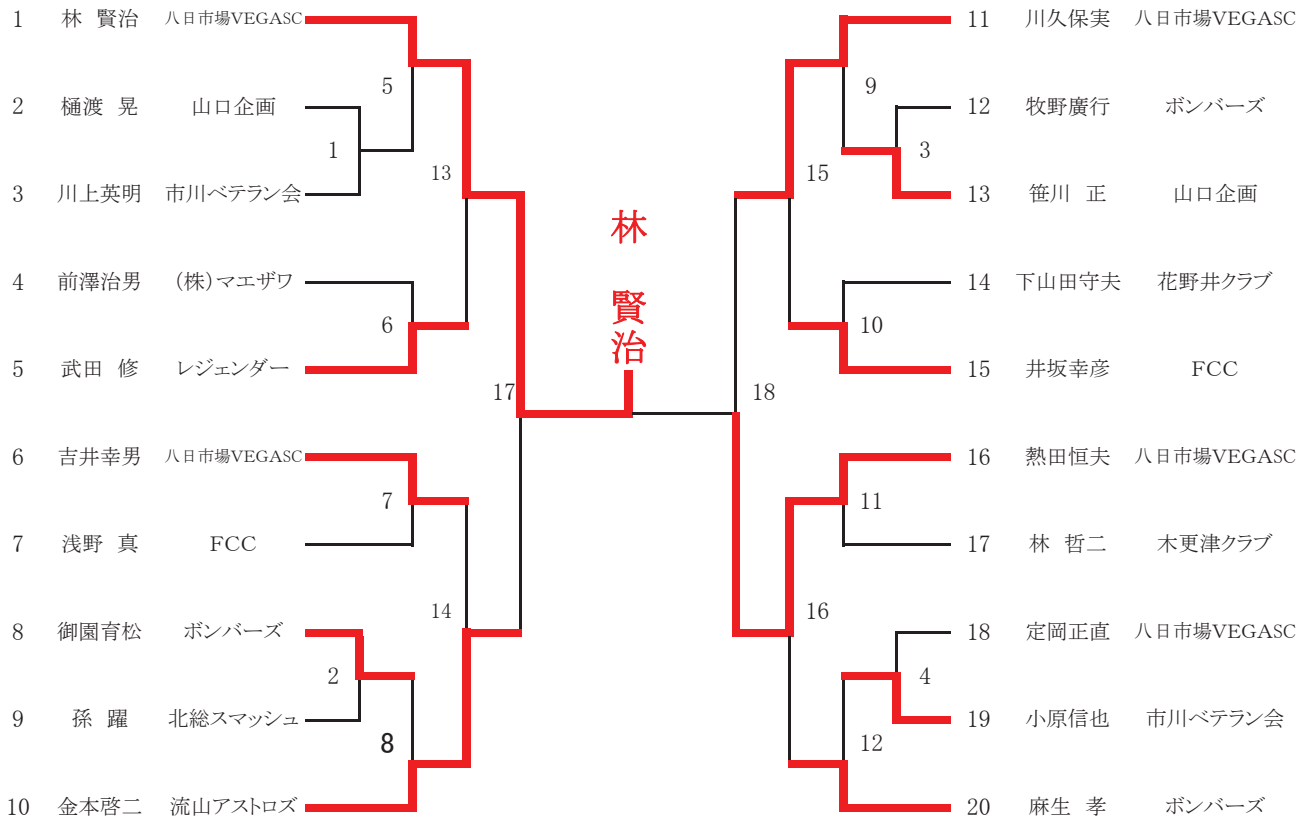 1 林 賢治 八日市場VEGASC
2 樋渡 晃 山口企画
3 川上英明 市川ベテラン会
4 前澤治男 (株)マエザワ
5 武田 修 レジェンダー
6 吉井幸男 八日市場VEGASC
7 浅野 真 FCC
8 御園育松 ボンバーズ
9 孫 躍 北総スマッシュ
10 金本啓二 流山アストロズ
5
1
13
6
17
7
14
2
8
林 賢治
11 川久保実 八日市場VEGASC
12 牧野廣行 ボンバーズ
13 笹川 正 山口企画
14 下山田守夫 花野井クラブ
15 井坂幸彦 FCC
16 熱田恒夫 八日市場VEGASC
17 林 哲二 木更津クラブ
18 定岡正直 八日市場VEGASC
19 小原信也 市川ベテラン会
20 麻生 孝 ボンバーズ
9
3
15
10
18
11
16
4
12